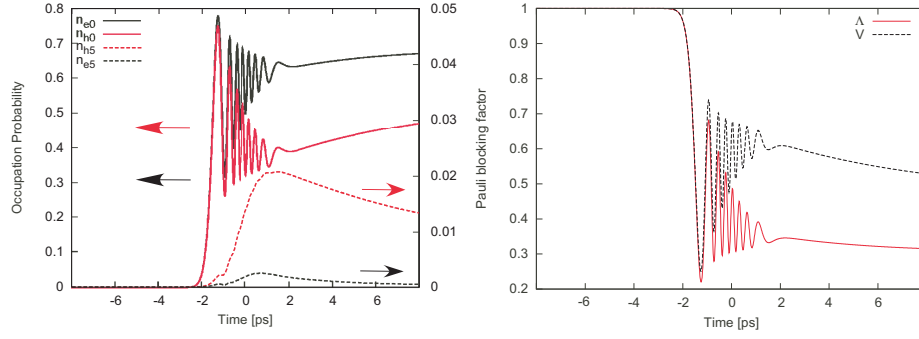 0.8
0.7
0.6
0.5
0.4
0.3
0.2
0.1
0
Occupation Probability
n_e0
n_h0
n_h5
n_e5
0.05
0.04
0.03
0.02
0.01
0
-6 -4 -2 0 2 4 6
Time [ps]
1
0.9
0.8
0.7
0.6
0.5
0.4
0.3
0.2
Pauli blocking factor
Λ
V
-6 -4 -2 0 2 4 6
Time [ps]